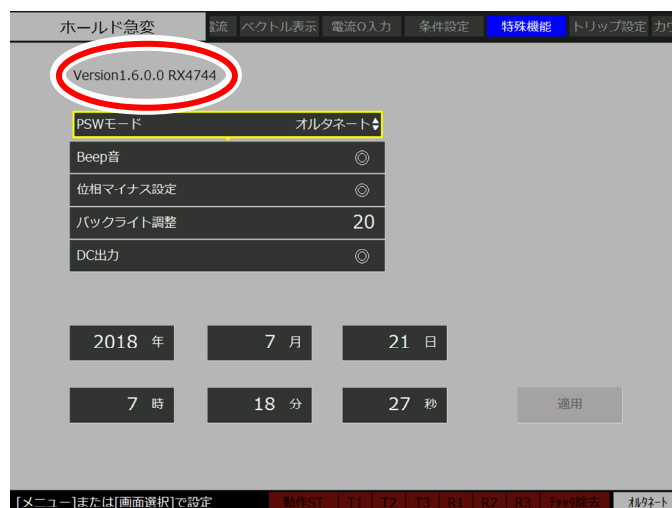 ホールド急変 電流 ベクトル表示 電流O入力 条件設定 特殊機能 トリップ設定
Version1.6.0.0 RX4744
PSWモード オルタネート
Beep音 ◎
位相マイナス設定 ◎
バックライト調整 20
DC出力 ◎
2018 年 7 月 21 日
7 時 18 分 27 秒 適用
[メニュー]または[画面選択]で設定 動作ST T1 T2 T3 R1 R2 R3 ﾁｬｯﾀ除去 ｵﾙﾀﾈｰﾄ